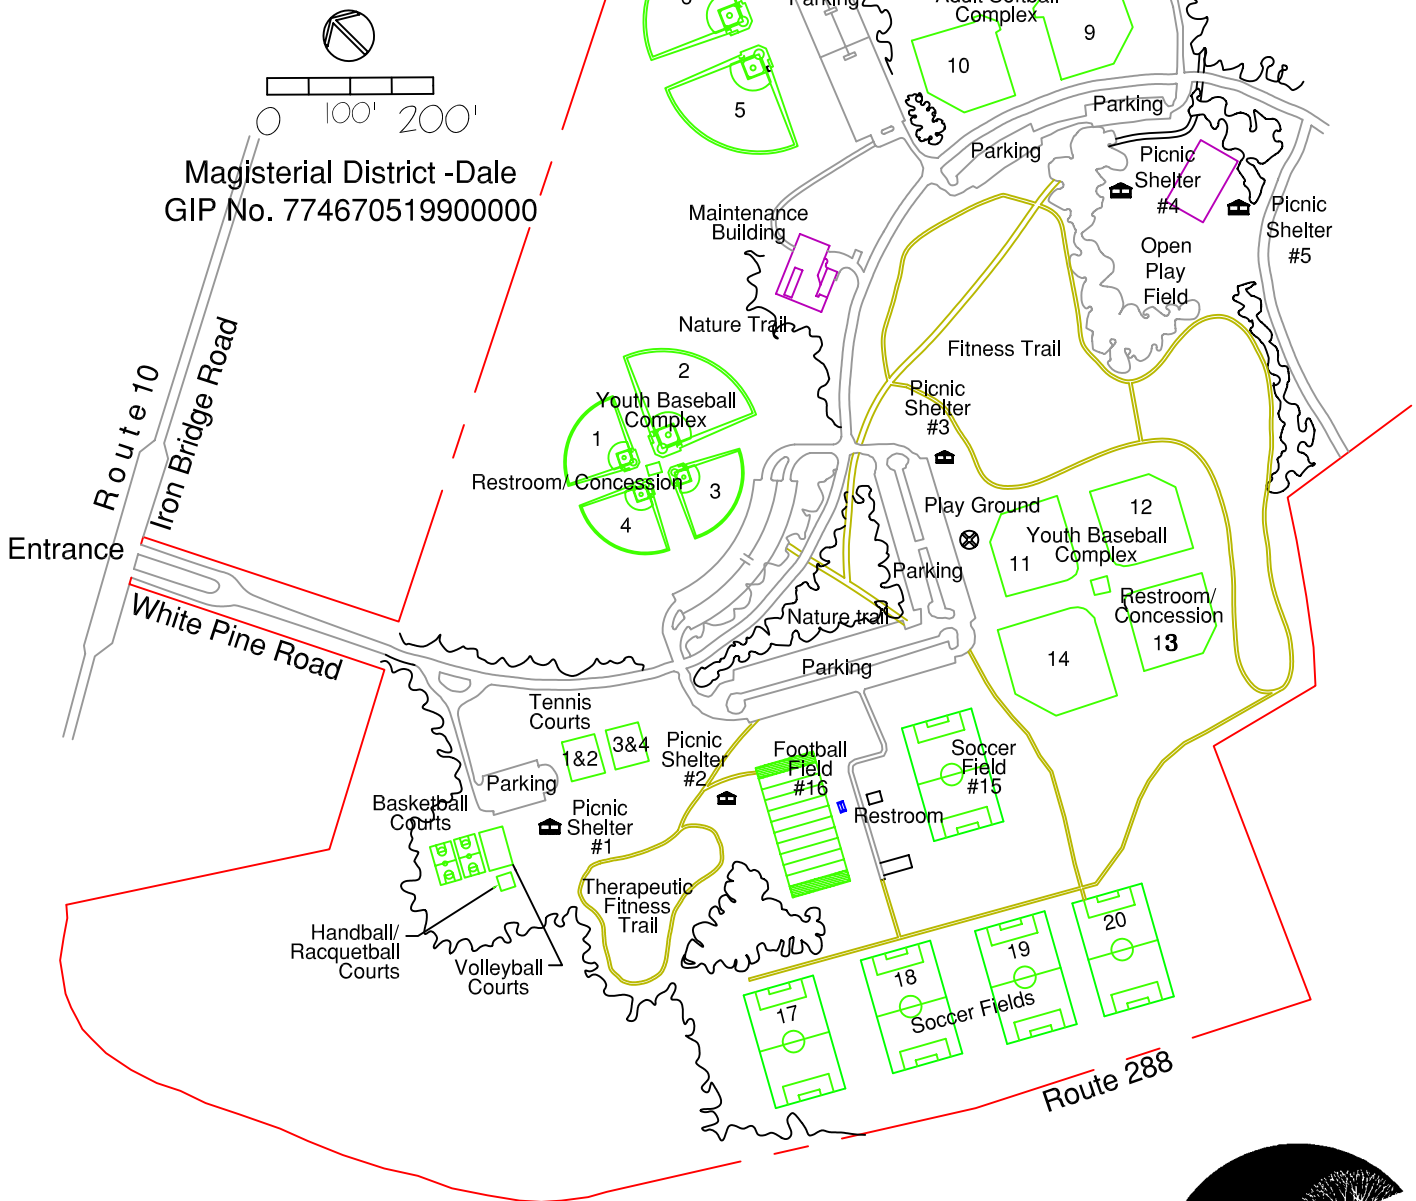 Parking
Adult Softball
Complex
9
10
5
0 100' 200'
Magisterial District -Dale
GIP No. 774670519900000
Parking
Parking
Picnic
Shelter
#4
Picnic
Shelter
#5
Open
Play
Field
Maintenance
Building
Nature Trail
Fitness Trail
Route 10
Iron Bridge Road
Entrance
White Pine Road
2
Youth Baseball
Complex
1
Restroom/ Concession
3
4
Picnic
Shelter
#3
Play Ground
12
Youth Baseball
Complex
11
Restroom/
Concession
13
14
Parking
Nature trail
Parking
Tennis
Courts
1&2
3&4
Picnic
Shelter
#2
Football
Field
#16
Soccer
Field
#15
Restroom
Parking
Basketball
Courts
Picnic
Shelter
#1
Therapeutic
Fitness
Trail
Handball/
Racquetball
Courts
Volleyball
Courts
17
18
19
20
Soccer Fields
Route 288